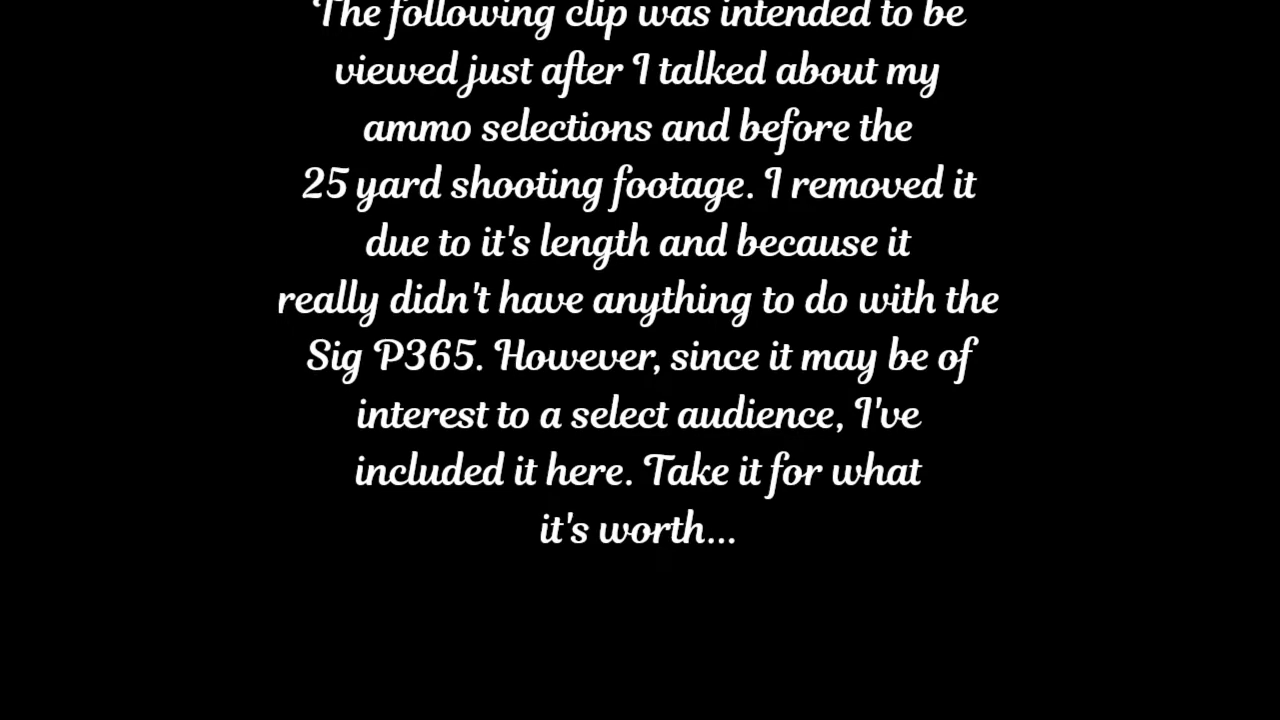 The following clip was intended to be
viewed just after I talked about my
ammo selections and before the
25 yard shooting footage. I removed it
due to it's length and because it
really didn't have anything to do with the
Sig P365. However, since it may be of
interest to a select audience, I've
included it here. Take it for what
it's worth...